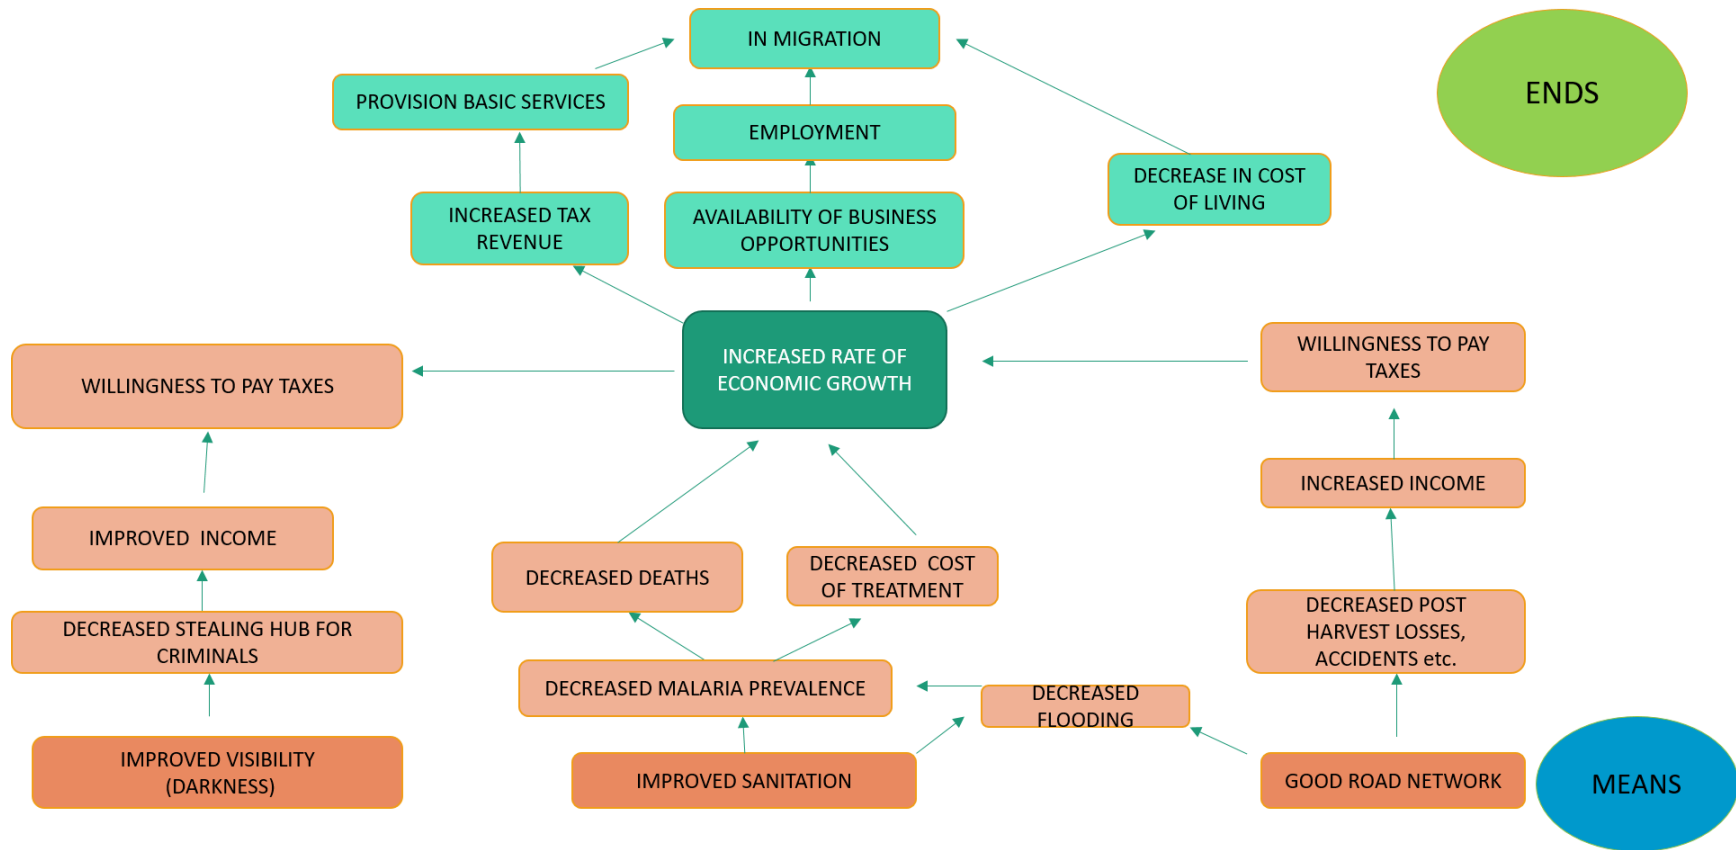 IN MIGRATION
ENDS
PROVISION BASIC SERVICES
EMPLOYMENT
DECREASE IN COST
OF LIVING
INCREASED TAX
REVENUE
AVAILABILITY OF BUSINESS
OPPORTUNITIES
INCREASED RATE OF
ECONOMIC GROWTH
WILLINGNESS TO PAY TAXES
WILLINGNESS TO PAY
TAXES
INCREASED INCOME
IMPROVED  INCOME
DECREASED DEATHS
DECREASED  COST
OF TREATMENT
DECREASED STEALING HUB FOR
CRIMINALS
DECREASED POST
HARVEST LOSSES,
ACCIDENTS etc.
DECREASED MALARIA PREVALENCE
DECREASED
FLOODING
IMPROVED VISIBILITY
(DARKNESS)
IMPROVED SANITATION
GOOD ROAD NETWORK
MEANS